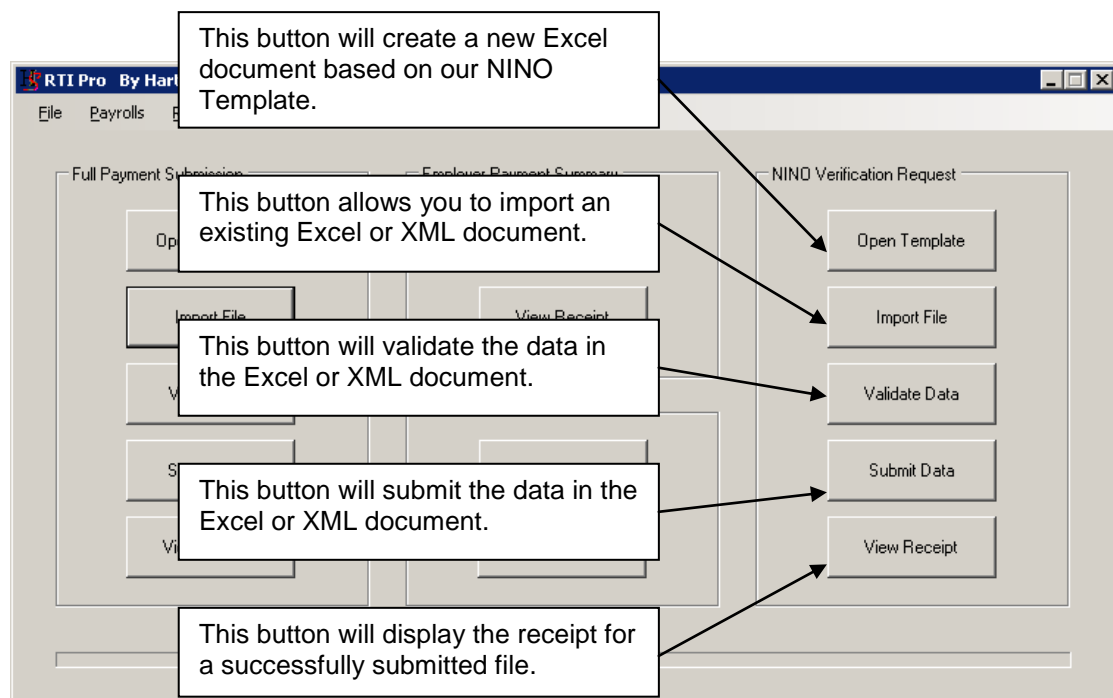 This button will create a new Excel
document based on our NINO
Template.
RTI Pro By Hart
File Payrolls
Full Payment Submission
Employer Payment Summary
NINO Verification Request
This button allows you to import an
existing Excel or XML document.
Open Template
Import File
View Receipt
Import File
This button will validate the data in
the Excel or XML document.
Validate Data
This button will submit the data in the
Excel or XML document.
Submit Data
View Receipt
This button will display the receipt for
a successfully submitted file.